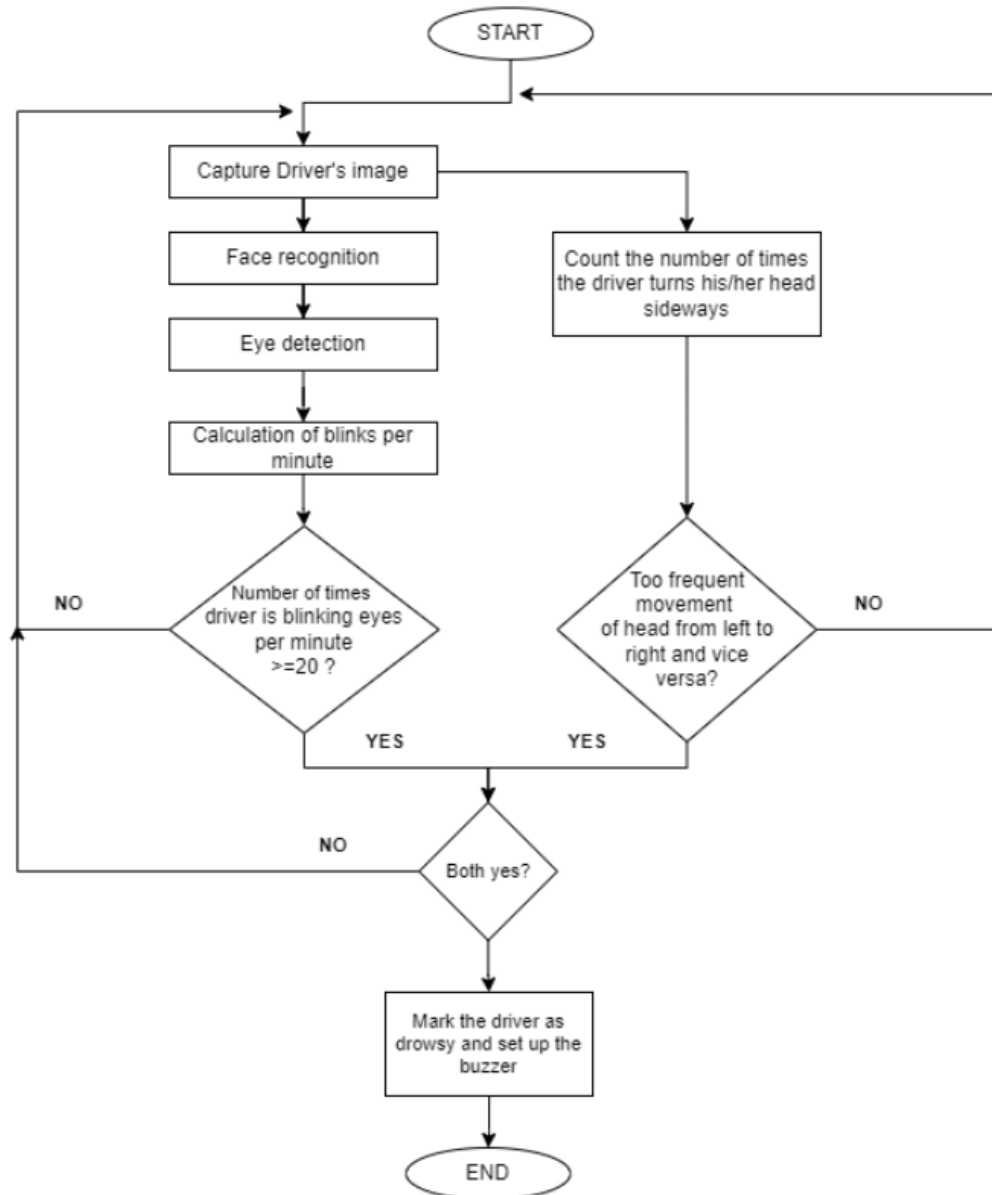 START
Capture Driver's image
Face recognition
Count the number of times
the driver turns his/her head
sideways
Eye detection
Calculation of blinks per
minute
Number of times
driver is blinking eyes
per minute
>=20 ?
NO
Too frequent
movement
of head from left to
right and vice
versa?
NO
YES
YES
NO
Both yes?
Mark the driver as
drowsy and set up the
buzzer
END